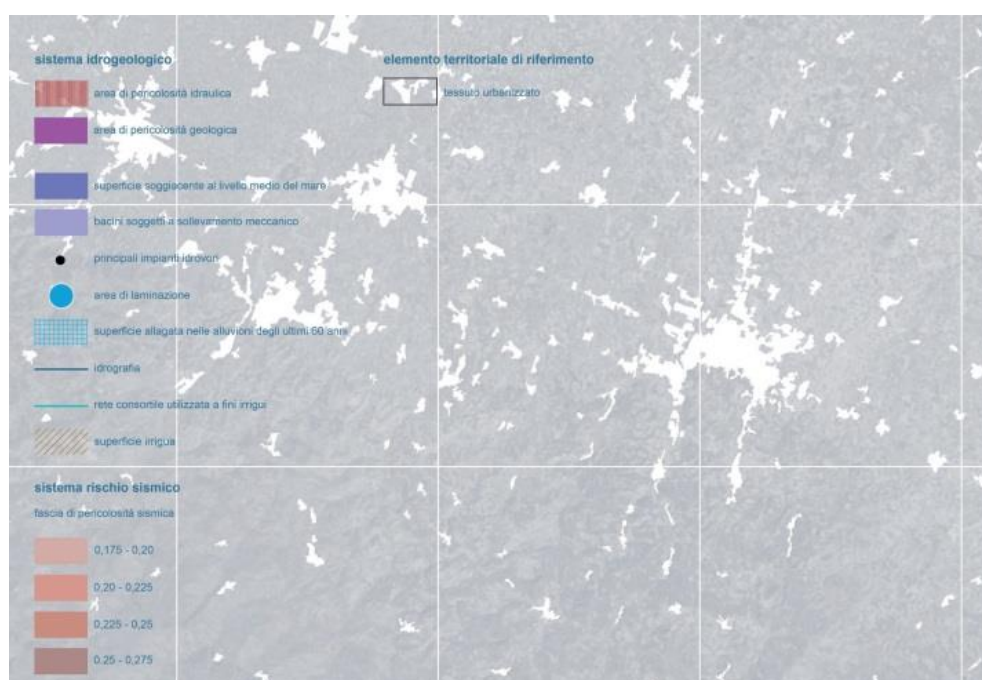 sistema idrogeologico
area di pericolosità idraulica
area di pericolosità geologica
superficie soggiacente al livello medio del mare
bacini soggetti a sollevamento meccanico
principali impianti idrovori
area di laminazione
superficie allagata nelle alluvioni degli ultimi 60 anni
idrografia
rete consortile utilizzata a fini irrigui
superficie irrigua
sistema rischio sismico
fascia di pericolosità sismica
0,175 - 0,20
0,20 - 0,225
0,225 - 0,25
0,25 - 0,275
elemento territoriale di riferimento
tessuto urbanizzato